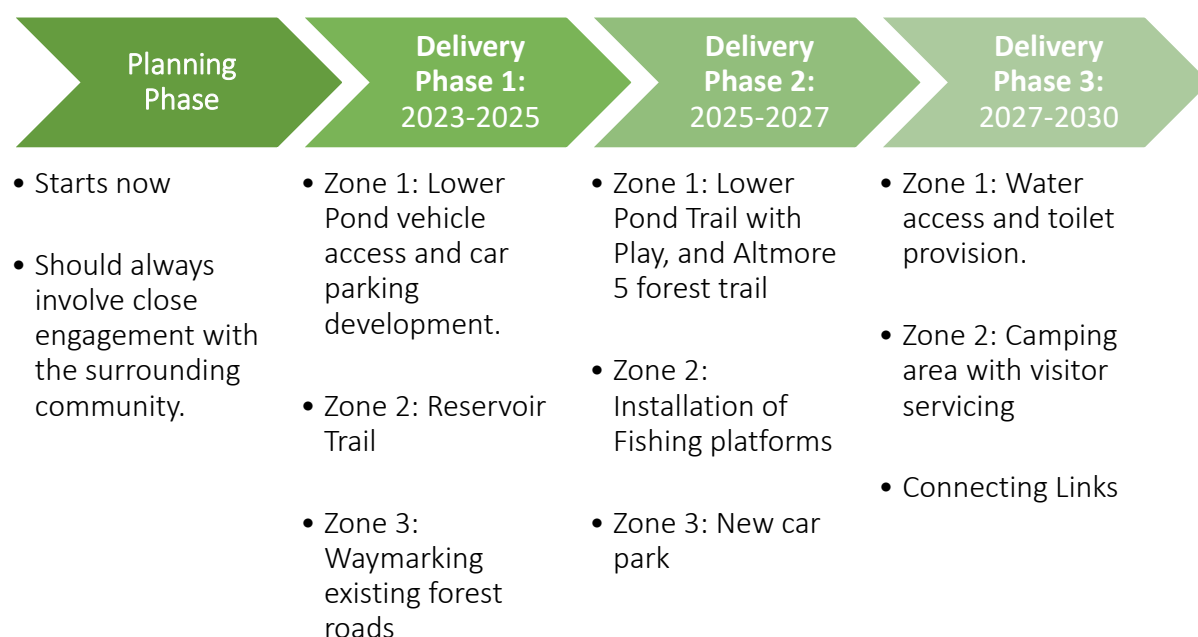 Planning
Phase
Delivery
Phase 1:
2023-2025
Delivery
Phase 2:
2025-2027
Delivery
Phase 3:
2027-2030
• Starts now
• Should always
involve close
engagement with
the surrounding
community.
• Zone 1: Lower
Pond vehicle
access and car
parking
development.
• Zone 2: Reservoir
Trail
• Zone 3:
Waymarking
existing forest
roads
• Zone 1: Lower
Pond Trail with
Play, and Altmore
5 forest trail
• Zone 2:
Installation of
Fishing platforms
• Zone 3: New car
park
• Zone 1: Water
access and toilet
provision.
• Zone 2: Camping
area with visitor
servicing
• Connecting Links